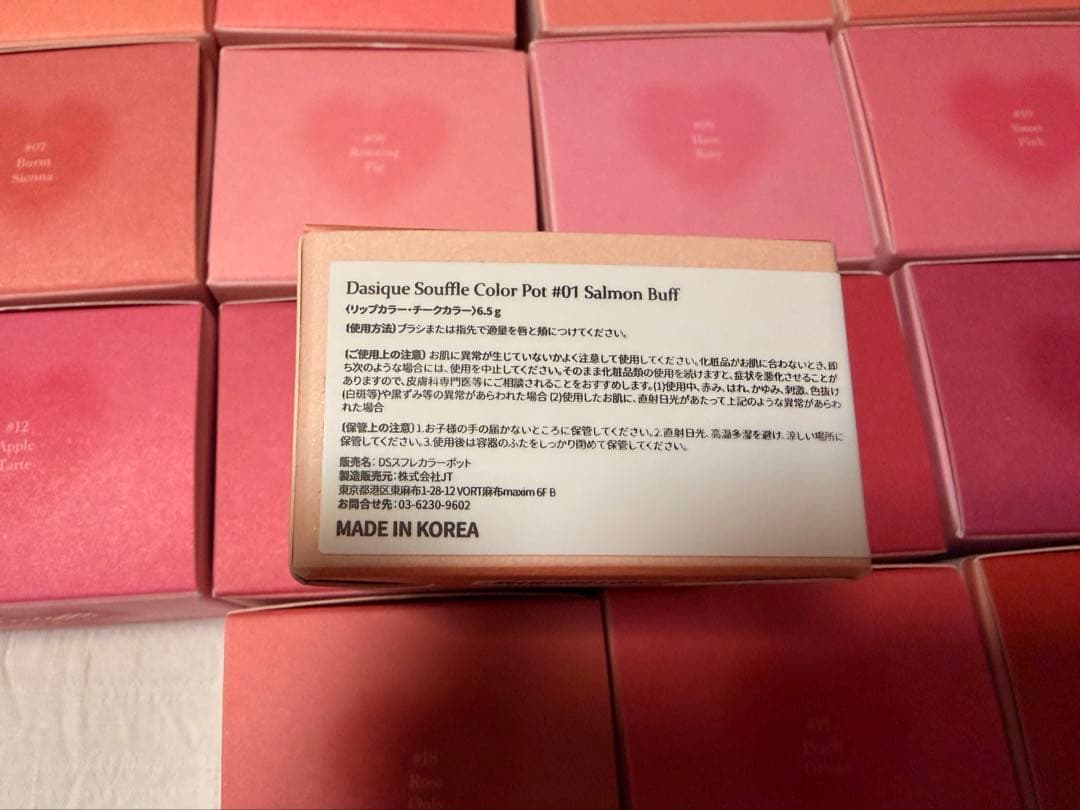 #07
Burnt
Sienna
#08
Fig
#09
#10
Sweet
Pink
Dasique Souffle Color Pot #01 Salmon Buff
〈リップカラー・チークカラー〉6.5 g
〔使用方法〕ブラシまたは指先で適量を唇と頬につけてください。
〔ご使用上の注意〕お肌に異常が生じていないかよく注意して使用してください。化粧品がお肌に合わないとき、即
ち次のような場合には、使用を中止してください。そのまま化粧品類の使用を続けますと、症状を悪化させることが
ありますので、皮膚科専門医等にご相談されることをおすすめします。(1)使用中、赤み、はれ、かゆみ、刺激、色抜け
(白斑等)や黒ずみ等の異常があらわれた場合 (2)使用したお肌に、直射日光があたって上記のような異常があらわ
れた場合
〔保管上の注意〕1.お子様の手の届かないところに保管してください。2.直射日光、高温多湿を避け、涼しい場所に
保管してください。3.使用後は容器のふたをしっかり閉めて保管してください。
販売名：DSスフレカラーポット
製造販売元：株式会社JT
東京都港区東麻布1-28-12 VORT麻布maxim 6F B
お問合せ先：03-6230-9602
MADE IN KOREA
#12
Apple
Tarte
#18
Rose
Peach